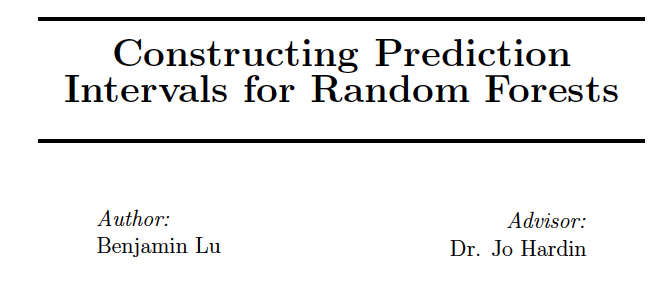 Constructing Prediction
Intervals for Random Forests
Author:
Benjamin Lu
Advisor:
Dr. Jo Hardin